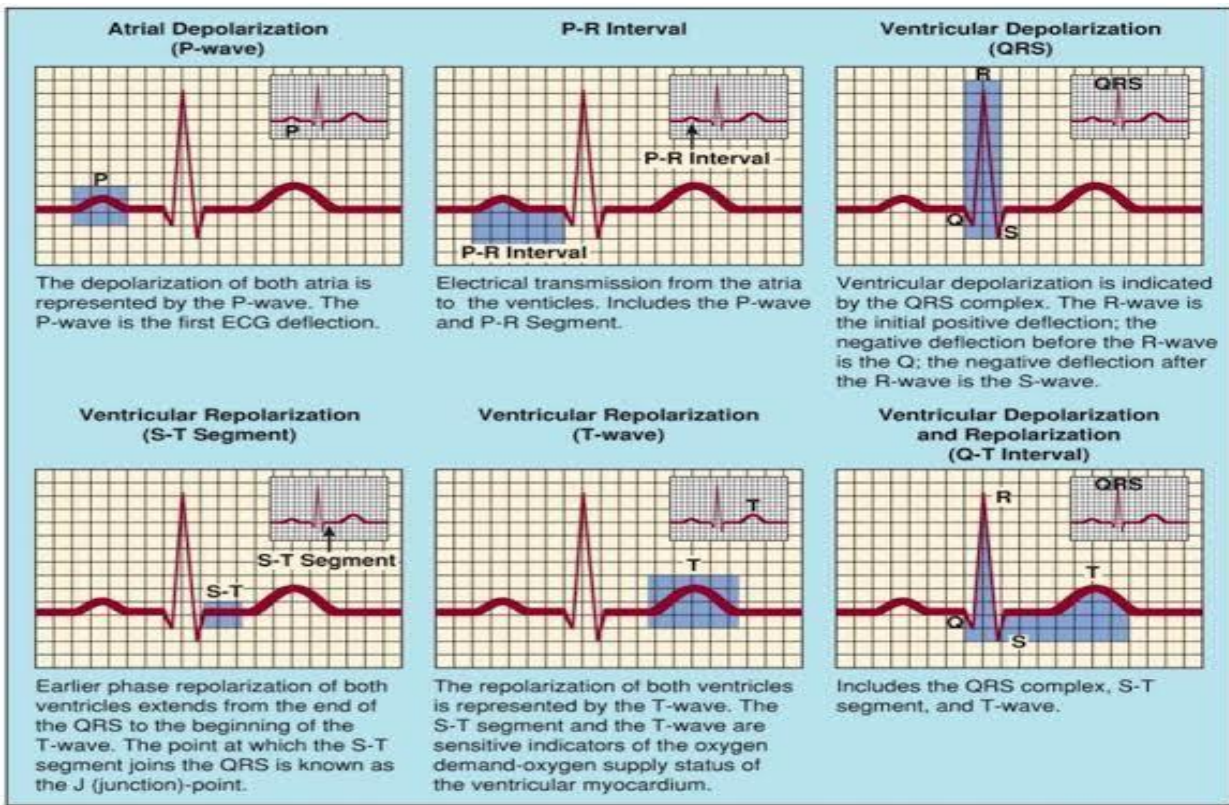 Atrial Depolarization
(P-wave)
P
P
The depolarization of both atria is
represented by the P-wave. The
P-wave is the first ECG deflection.
P-R Interval
P-R Interval
P-R Interval
Electrical transmission from the atria
to the venticles. Includes the P-wave
and P-R Segment.
Ventricular Depolarization
(QRS)
R
QRS
Q
S
Ventricular depolarization is indicated
by the QRS complex. The R-wave is
the initial positive deflection; the
negative deflection before the R-wave
is the Q; the negative deflection after
the R-wave is the S-wave.
Ventricular Repolarization
(S-T Segment)
S-T Segment
S-T
Earlier phase repolarization of both
ventricles extends from the end of
the QRS to the beginning of the
T-wave. The point at which the S-T
segment joins the QRS is known as
the J (junction)-point.
Ventricular Repolarization
(T-wave)
T
T
The repolarization of both ventricles
is represented by the T-wave. The
S-T segment and the T-wave are
sensitive indicators of the oxygen
demand-oxygen supply status of
the ventricular myocardium.
Ventricular Depolarization
and Repolarization
(Q-T Interval)
QRS
R
T
Q
S
Includes the QRS complex, S-T
segment, and T-wave.